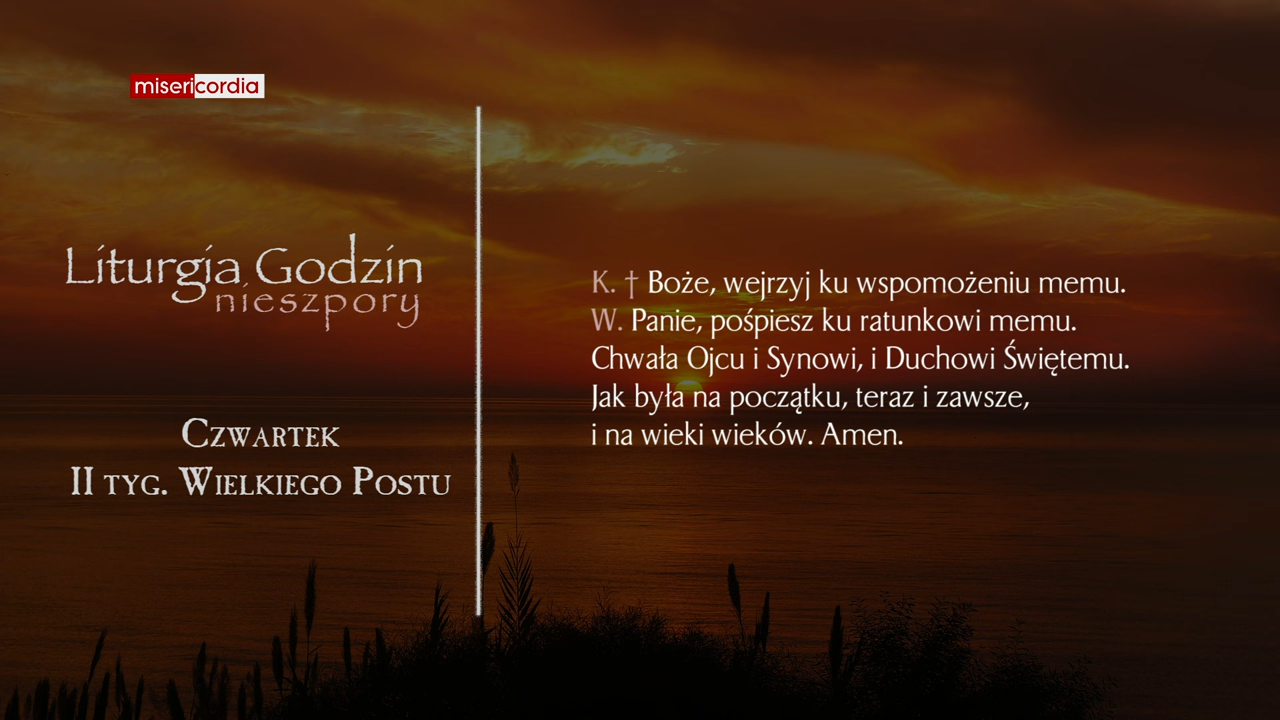 misericordia
Liturgia Godzin
nieszpory
Czwartek
II tyg. Wielkiego Postu
K. † Boże, wejrzyj ku wspomożeniu memu.
W. Panie, pośpiesz ku ratunkowi memu.
Chwała Ojcu i Synowi, i Duchowi Świętemu.
Jak była na początku, teraz i zawsze,
i na wieki wieków. Amen.